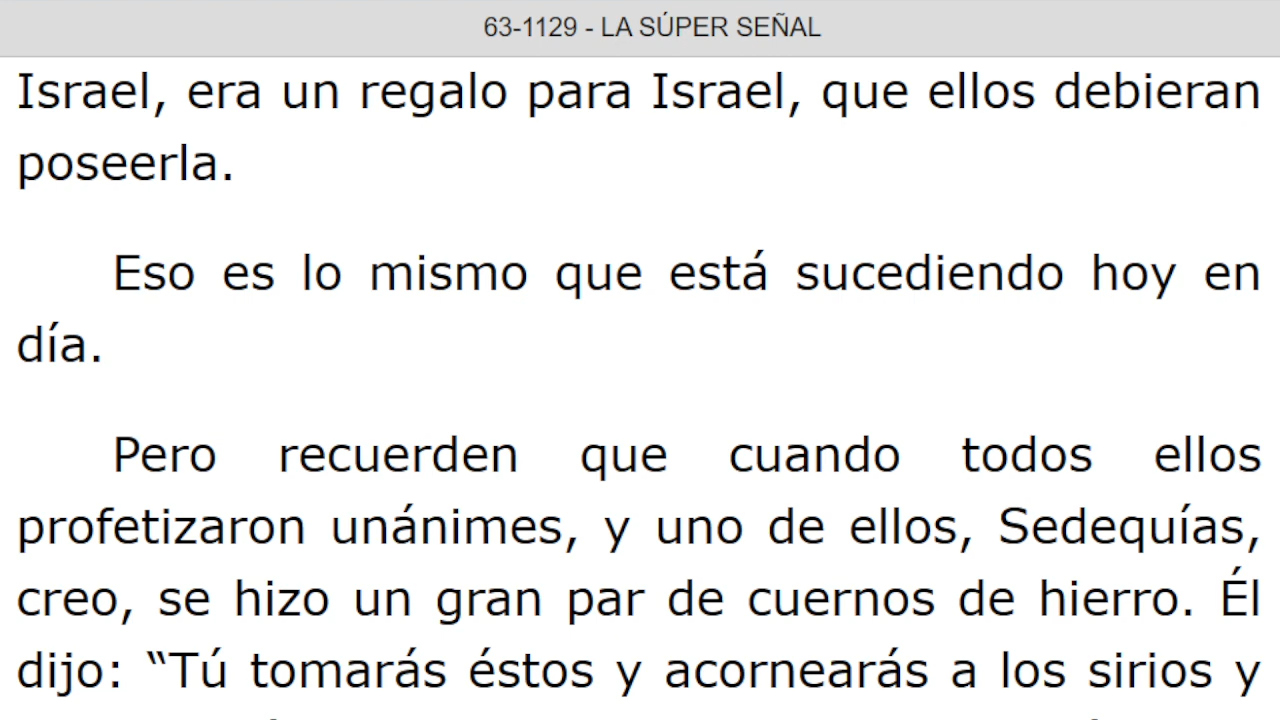 63-1129 - LA SÚPER SEÑAL
Israel, era un regalo para Israel, que ellos debieran
poseerla.
Eso es lo mismo que está sucediendo hoy en
día.
Pero recuerden que cuando todos ellos
profetizaron unánimes, y uno de ellos, Sedequías,
creo, se hizo un gran par de cuernos de hierro. Él
dijo: “Tú tomarás éstos y acornearás a los sirios y